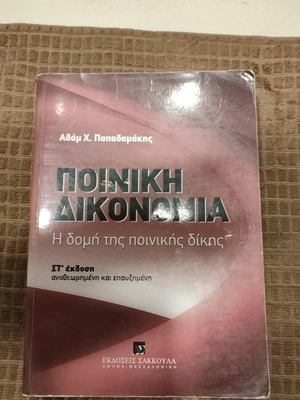 Αδάμ Χ. Παπαδαμάκης
ΠΟΙΝΙΚΗ
ΔΙΚΟΝΟΜΙΑ
Η δομή της ποινικής δίκης
ΣΤ' έκδοση
αναθεωρημένη και επαυξημένη
ΕΚΔΟΣΕΙΣ ΣΑΚΚΟΥΛΑ
ΑΘΗΝΑ-ΘΕΣΣΑΛΟΝΙΚΗ